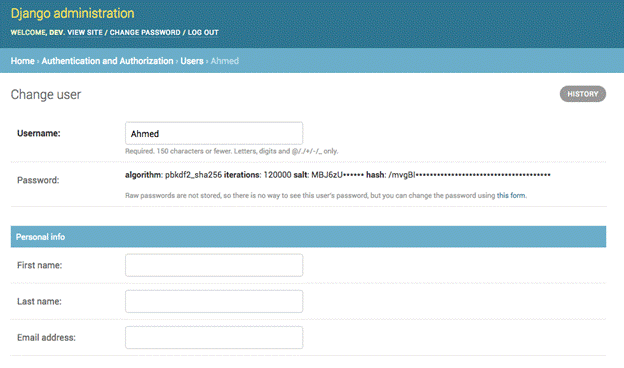 Django administration
WELCOME, DEV. VIEW SITE / CHANGE PASSWORD / LOG OUT
Home › Authentication and Authorization › Users › Ahmed
Change user
HISTORY
Username: Ahmed
Required. 150 characters or fewer. Letters, digits and @/./+/-/_ only.
Password: algorithm: pbkdf2_sha256 iterations: 120000 salt: MBJ6zU•••••• hash: /mvgBl••••••••••••••••••••••••••••••••••••••
Raw passwords are not stored, so there is no way to see this user's password, but you can change the password using this form.
Personal info
First name:
Last name:
Email address: